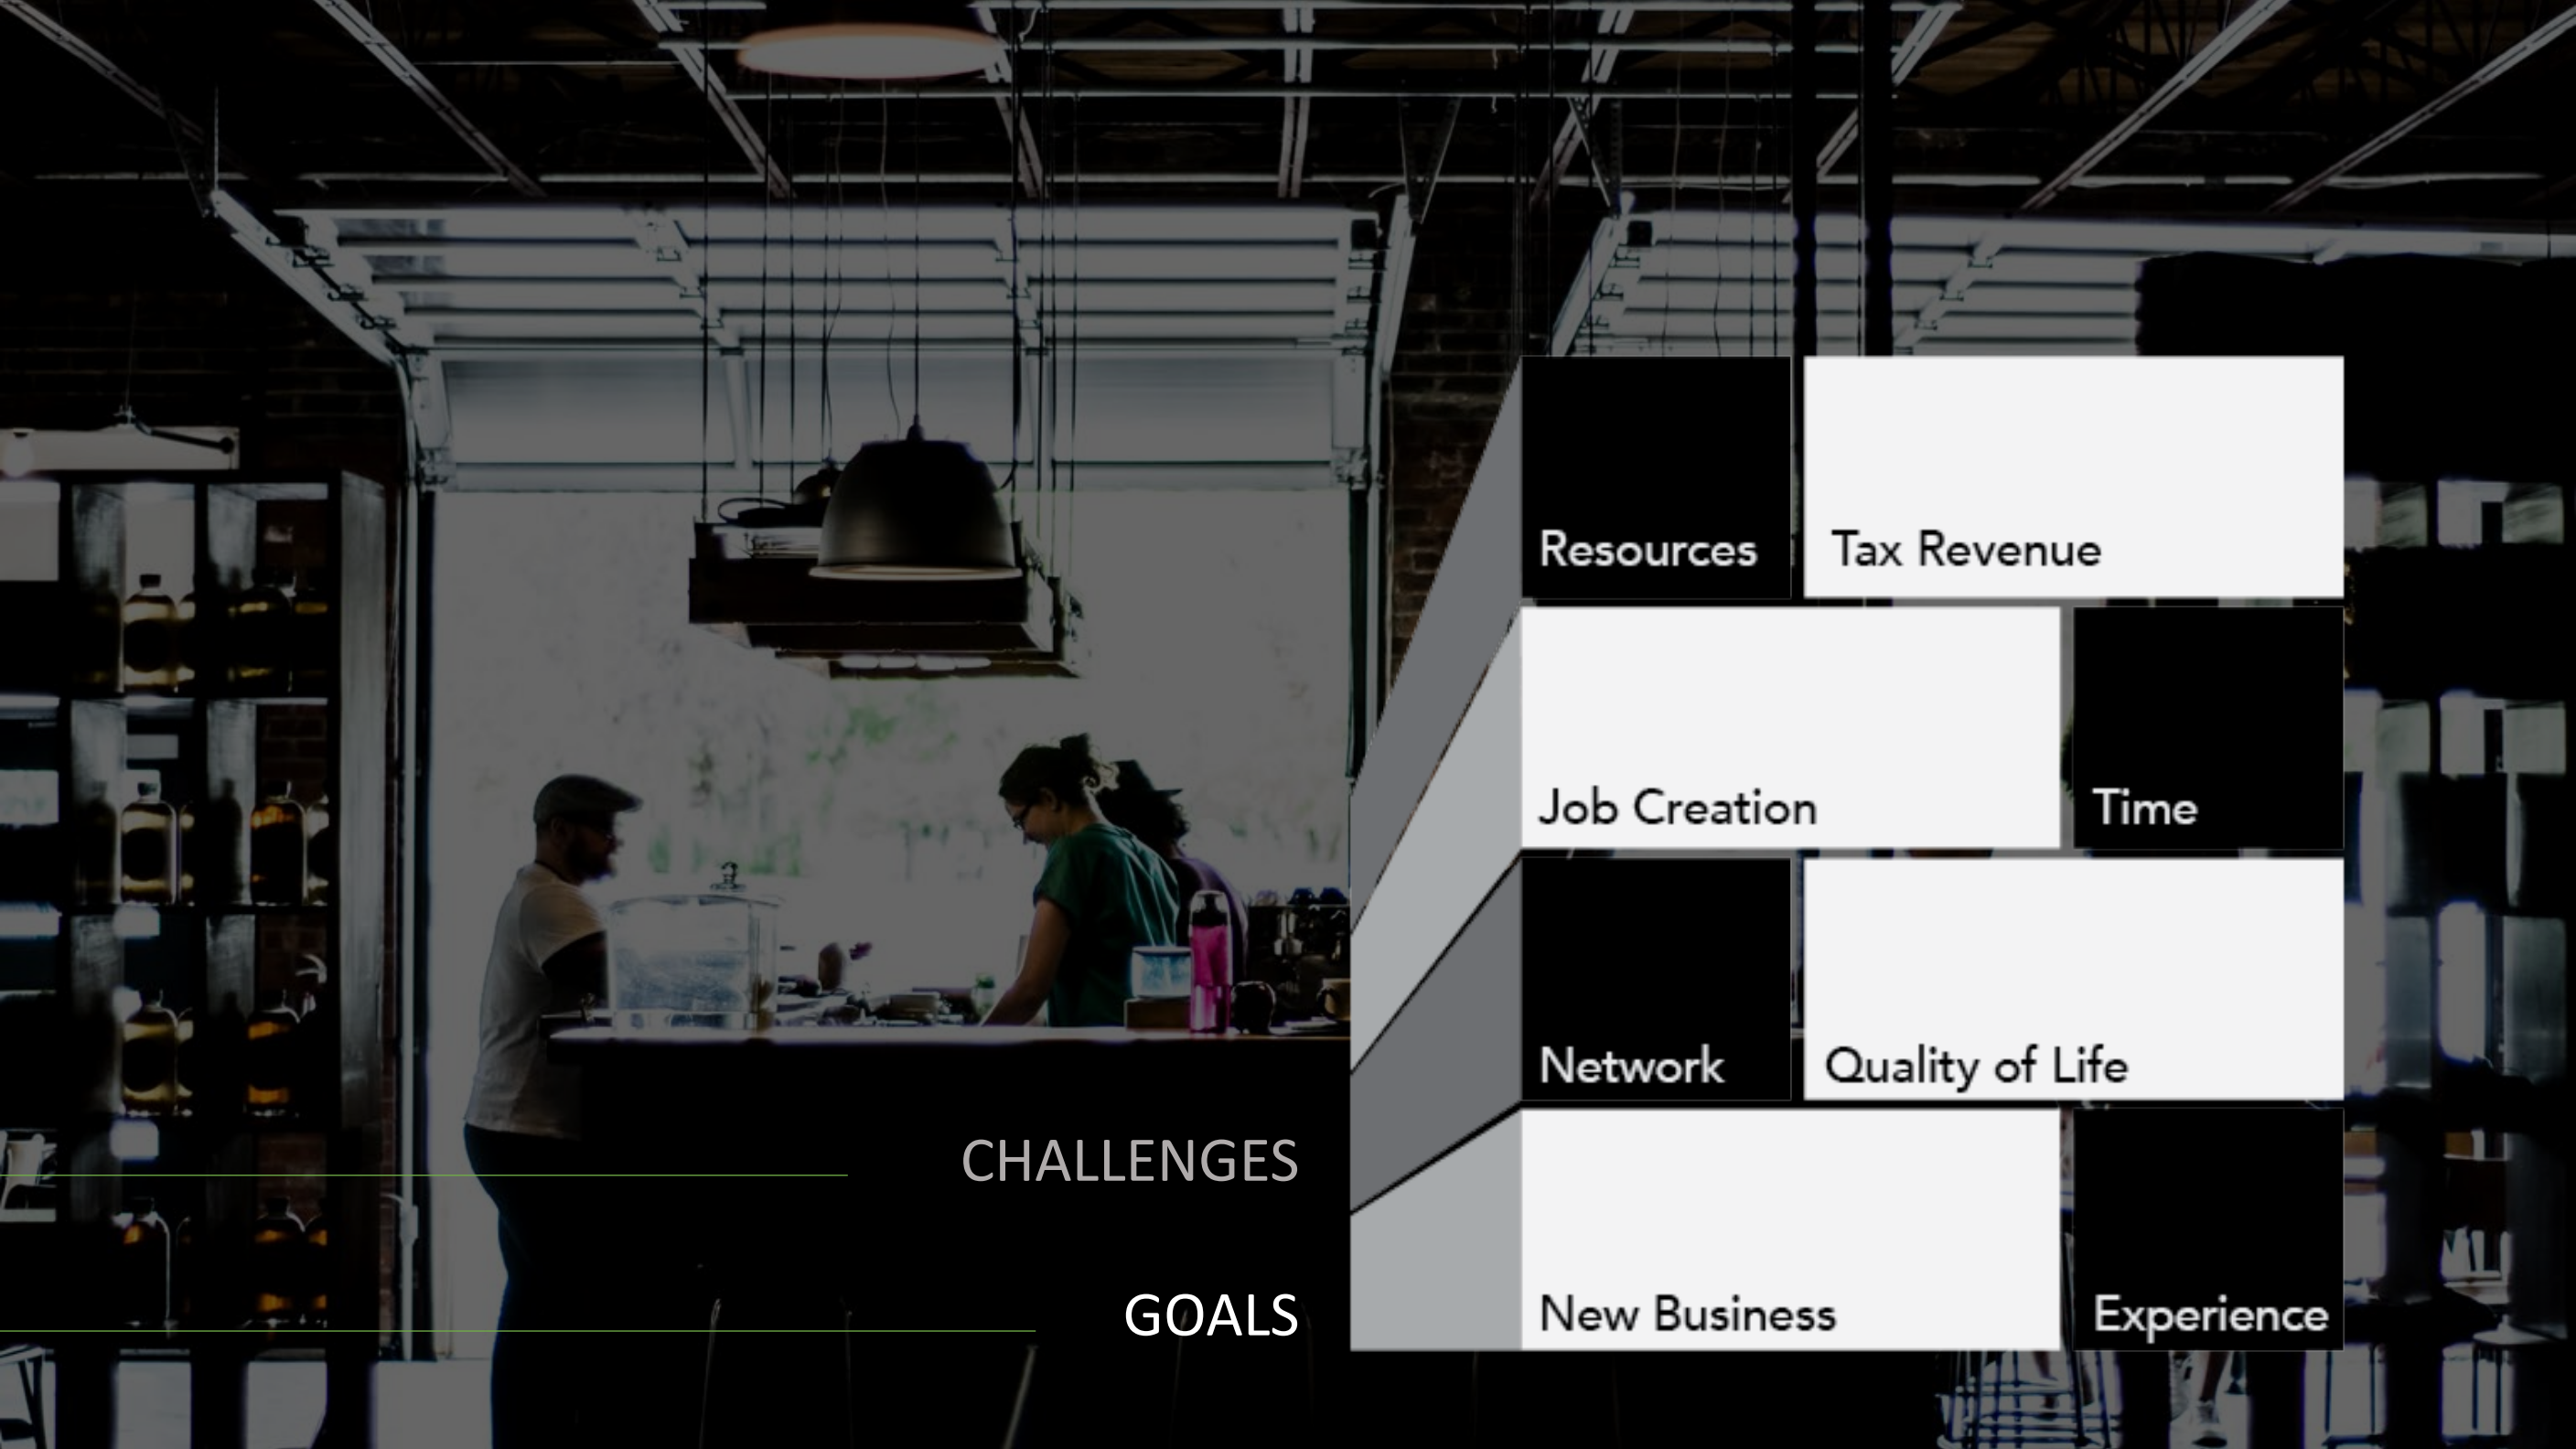 Resources
Tax Revenue
Job Creation
Time
Network
Quality of Life
CHALLENGES
New Business
Experience
GOALS